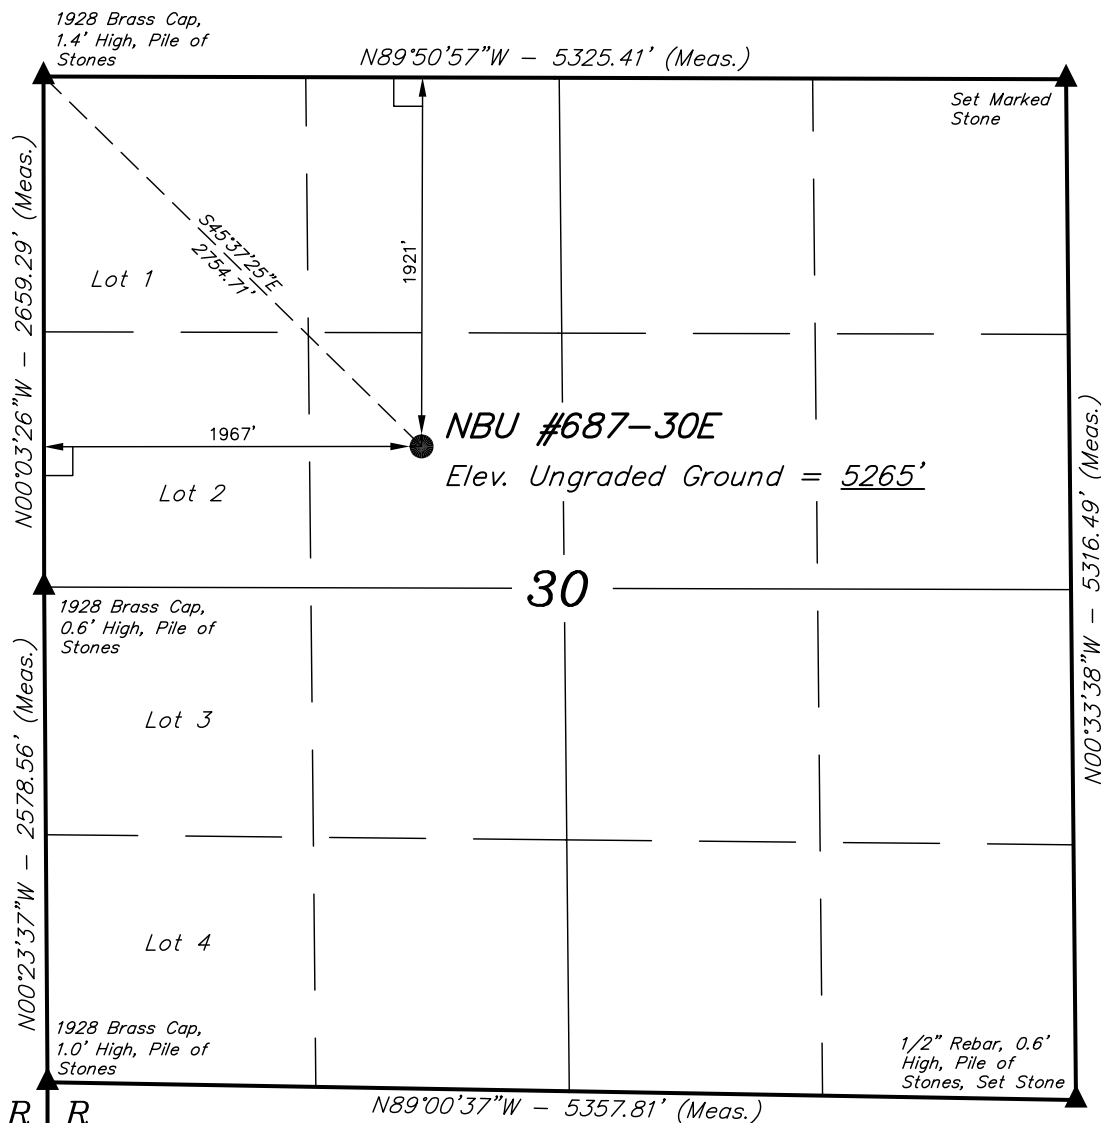 1928 Brass Cap,
1.4' High, Pile of
Stones
N89°50'57"W – 5325.41' (Meas.)
Set Marked
Stone
N00°03'26"W – 2659.29' (Meas.)
S45°37'25"E
2754.71'
1921'
Lot 1
1967'
NBU #687-30E
Elev. Ungraded Ground = 5265'
Lot 2
30
1928 Brass Cap,
0.6' High, Pile of
Stones
N00°33'38"W – 5316.49' (Meas.)
Lot 3
N00°23'37"W – 2578.56' (Meas.)
Lot 4
1928 Brass Cap,
1.0' High, Pile of
Stones
1/2" Rebar, 0.6'
High, Pile of
Stones, Set Stone
N89°00'37"W – 5357.81' (Meas.)
R R